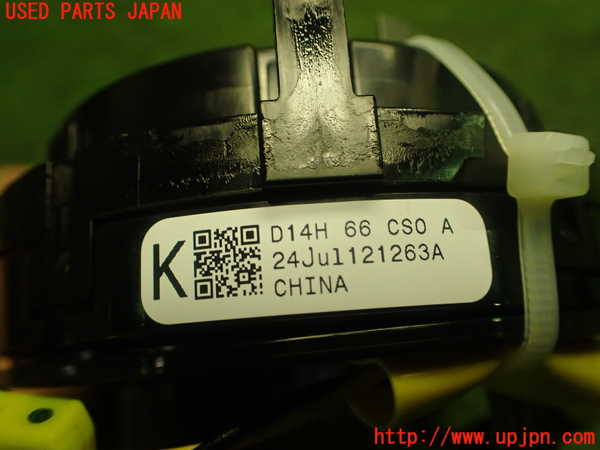 USED PARTS JAPAN
K
D14H 66 CS0 A
24Jul121263A
CHINA
http://www.upjpn.com